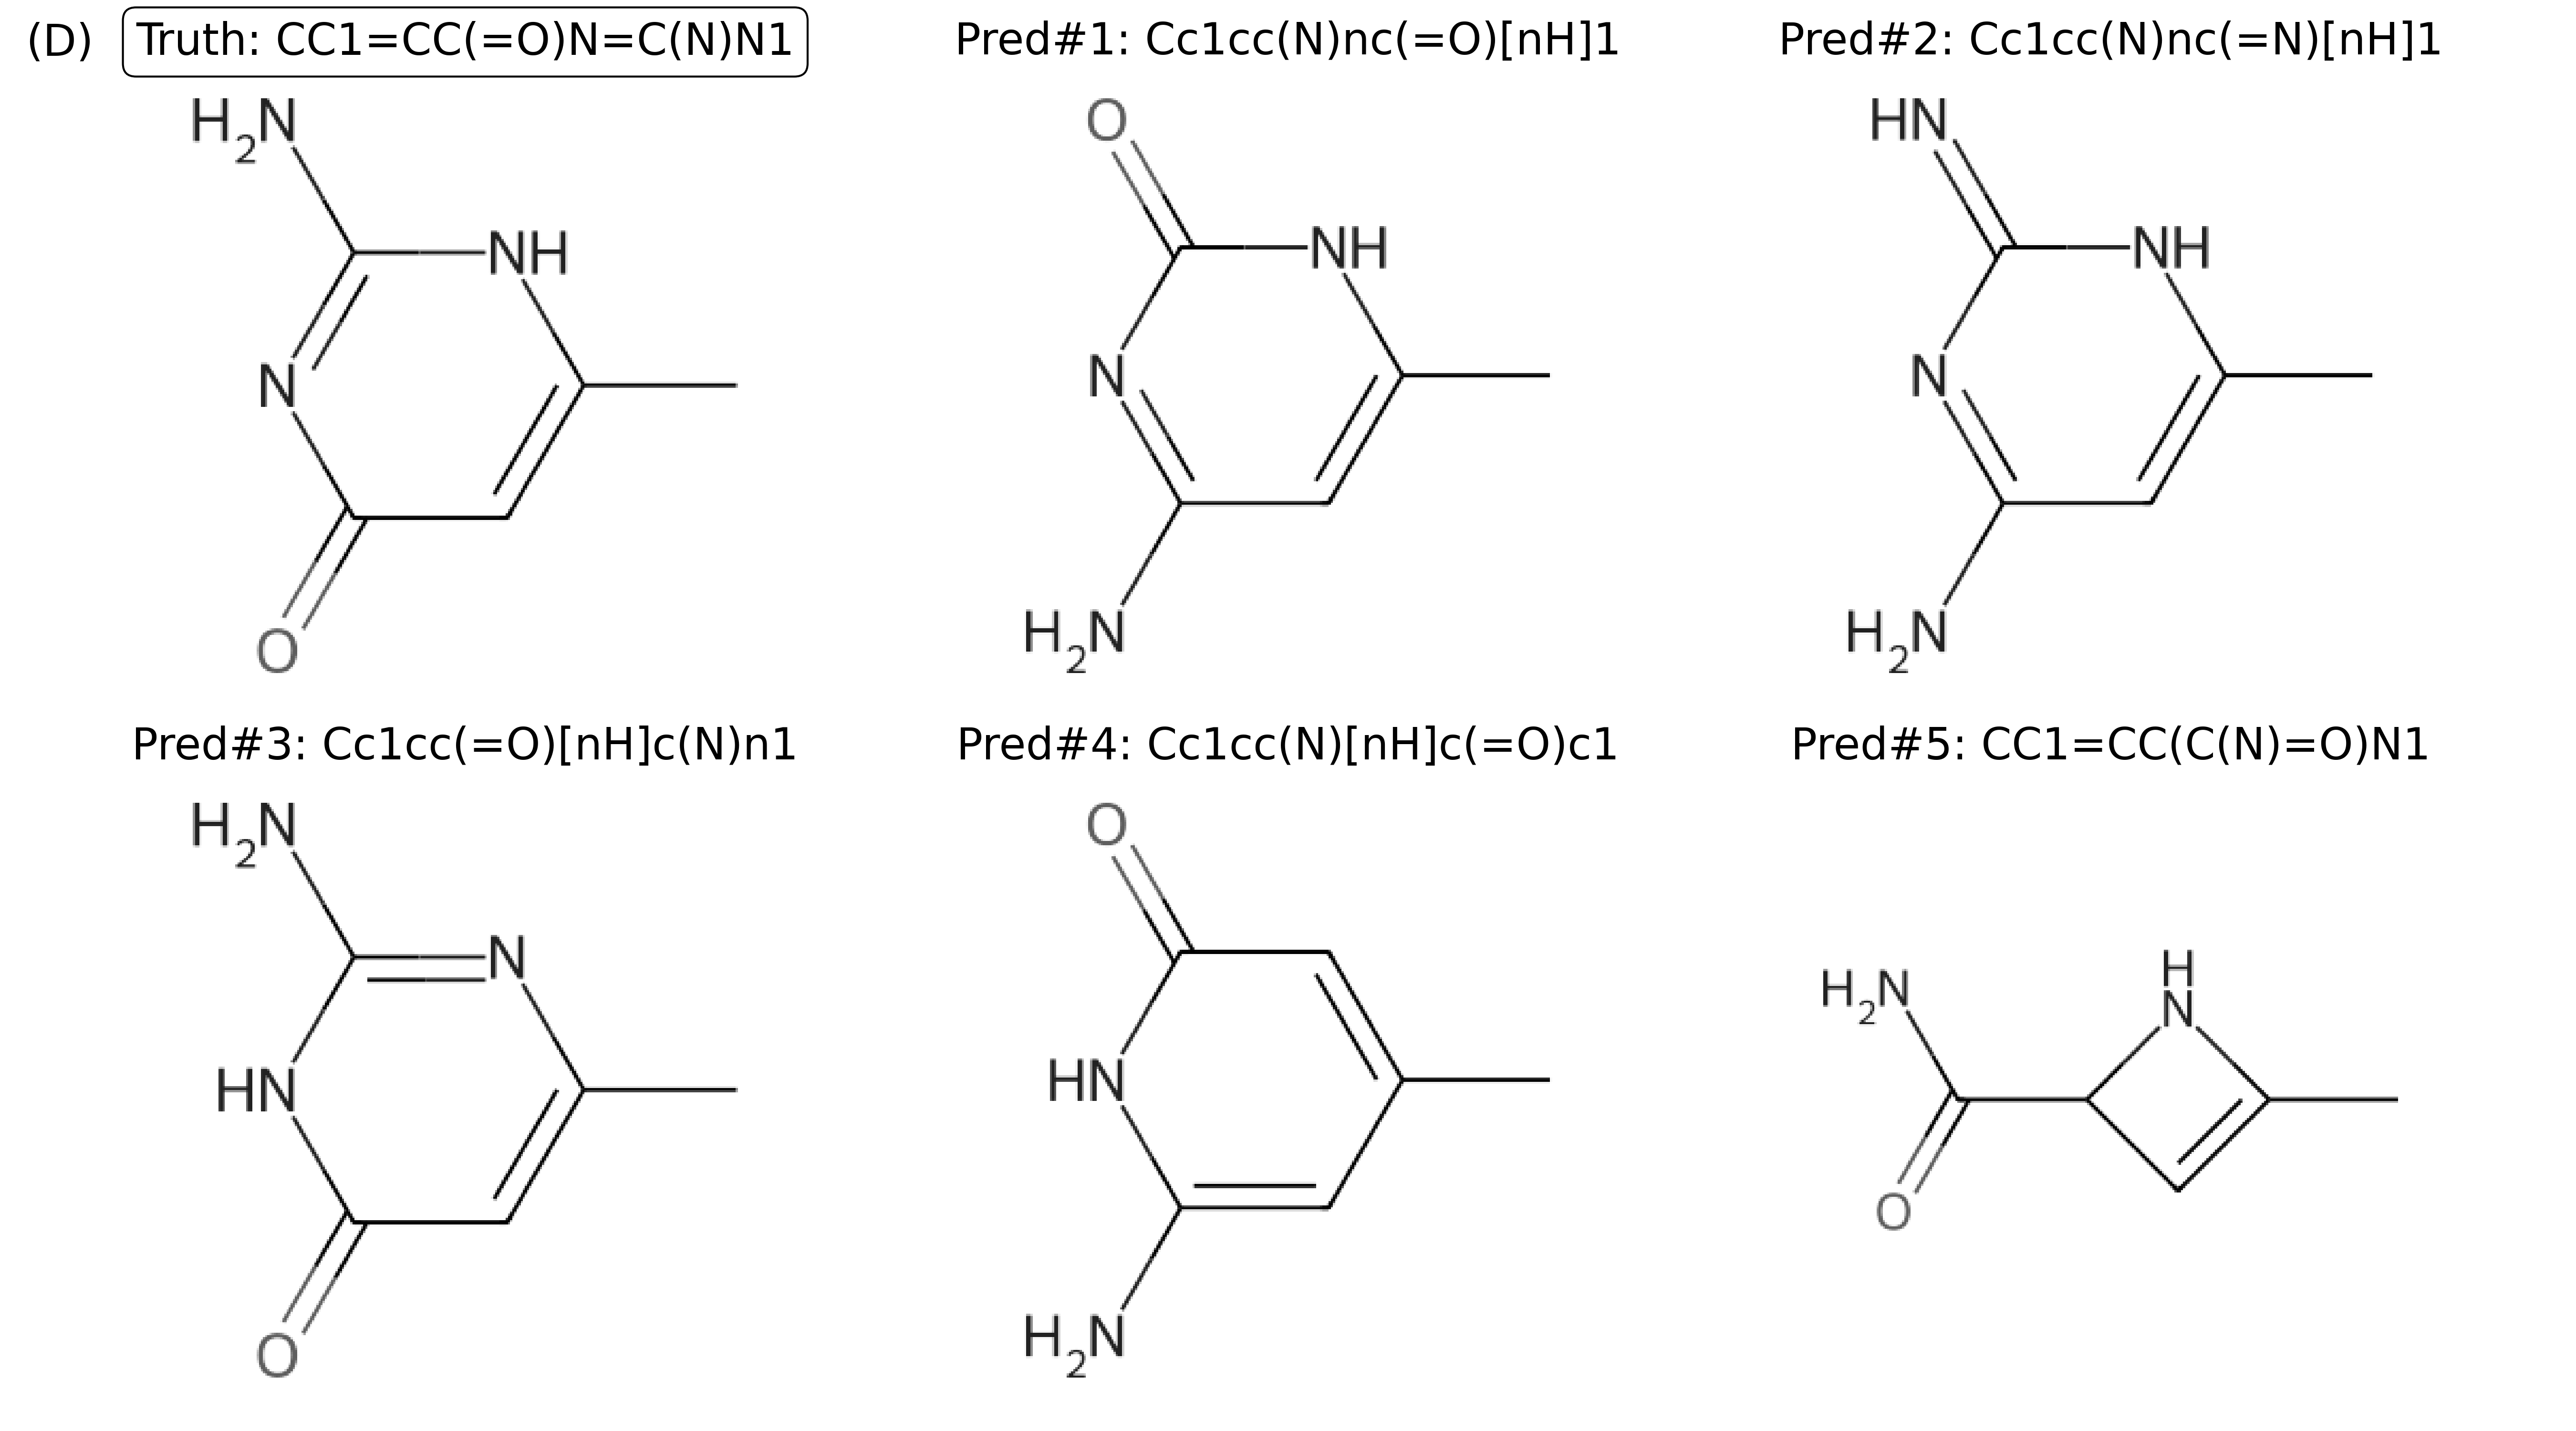 (D) Truth: CC1=CC(=O)N=C(N)N1 Pred#1: Cc1cc(N)nc(=O)[nH]1 Pred#2: Cc1cc(N)nc(=N)[nH]1
H2N O HN
NH NH NH
N N N
O H2N H2N
Pred#3: Cc1cc(=O)[nH]c(N)n1 Pred#4: Cc1cc(N)[nH]c(=O)c1 Pred#5: CC1=CC(C(N)=O)N1
H2N O
N H2N H
N
HN HN
O
O H2N